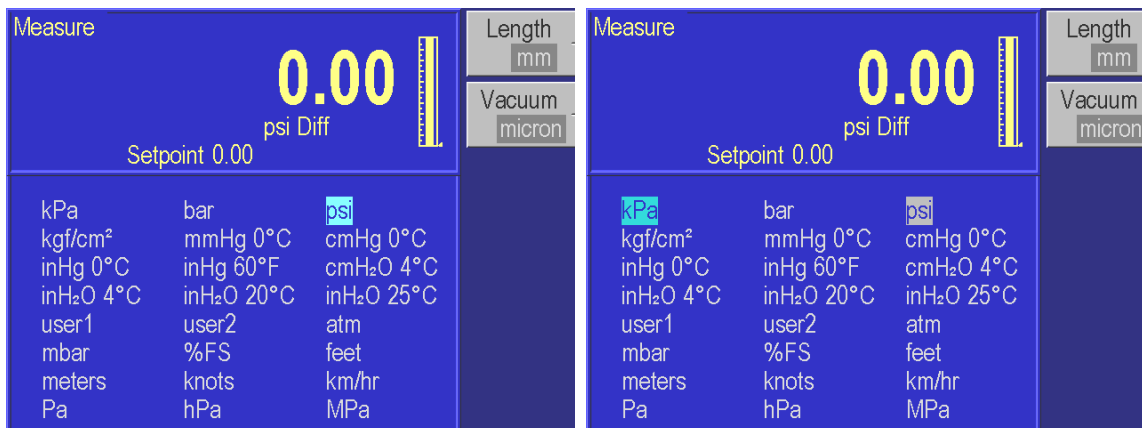 Measure
0.00
psi Diff
Setpoint 0.00
Length
mm
Vacuum
micron
kPa bar psi
kgf/cm² mmHg 0°C cmHg 0°C
inHg 0°C inHg 60°F cmH₂O 4°C
inH₂O 4°C inH₂O 20°C inH₂O 25°C
user1 user2 atm
mbar %FS feet
meters knots km/hr
Pa hPa MPa
Measure
0.00
psi Diff
Setpoint 0.00
Length
mm
Vacuum
micron
kPa bar psi
kgf/cm² mmHg 0°C cmHg 0°C
inHg 0°C inHg 60°F cmH₂O 4°C
inH₂O 4°C inH₂O 20°C inH₂O 25°C
user1 user2 atm
mbar %FS feet
meters knots km/hr
Pa hPa MPa